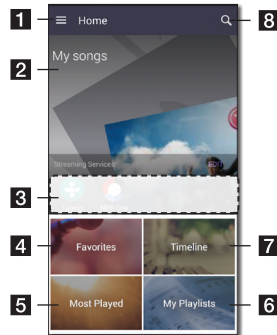 1
Home
8
My songs
2
Streaming Services
EDIT
3
4
Favorites
Timeline
7
5
Most Played
My Playlists
6